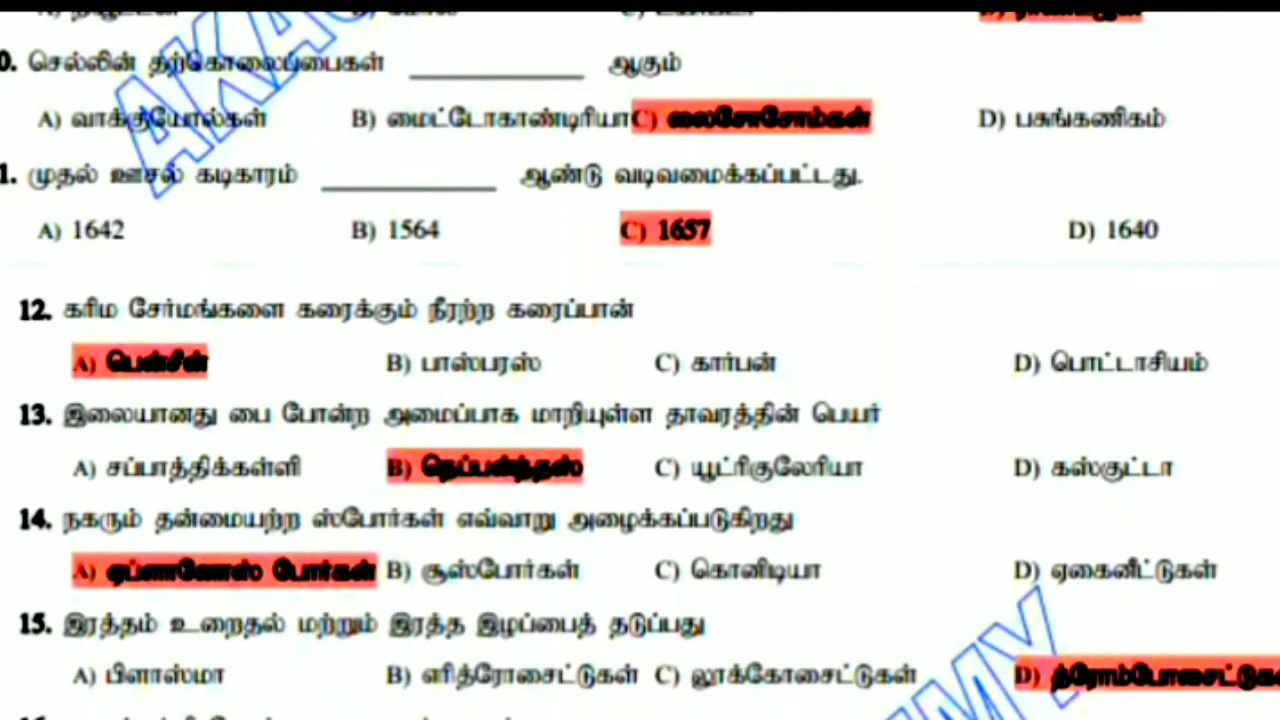 0. செல்லின் தற்கொலைப்பைகள் ____________ ஆகும்
A) வாக்குயோல்கள் B) மைட்டோகாண்டிரியா C) லைசோசோம்கள் D) பசுங்கணிகம்
1. முதல் ஊசல் கடிகாரம் ____________ ஆண்டு வடிவமைக்கப்பட்டது.
A) 1642 B) 1564 C) 1657 D) 1640
12. கரிம சேர்மங்களை கரைக்கும் நீரற்ற கரைப்பான்
A) பென்சீன் B) பாஸ்பரஸ் C) கார்பன் D) பொட்டாசியம்
13. இலையானது பை போன்ற அமைப்பாக மாறியுள்ள தாவரத்தின் பெயர்
A) சப்பாத்திக்கள்ளி B) நெப்பன்தஸ் C) யூட்ரிகுலேரியா D) கஸ்குட்டா
14. நகரும் தன்மையற்ற ஸ்போர்கள் எவ்வாறு அழைக்கப்படுகிறது
A) ஏப்ளானோஸ் போர்கள் B) சூஸ்போர்கள் C) கொனிடியா D) ஏகைனீட்டுகள்
15. இரத்தம் உறைதல் மற்றும் இரத்த இழப்பைத் தடுப்பது
A) பிளாஸ்மா B) எரித்ரோசைட்டுகள் C) லூக்கோசைட்டுகள் D) த்ரோம்போசைட்டுக